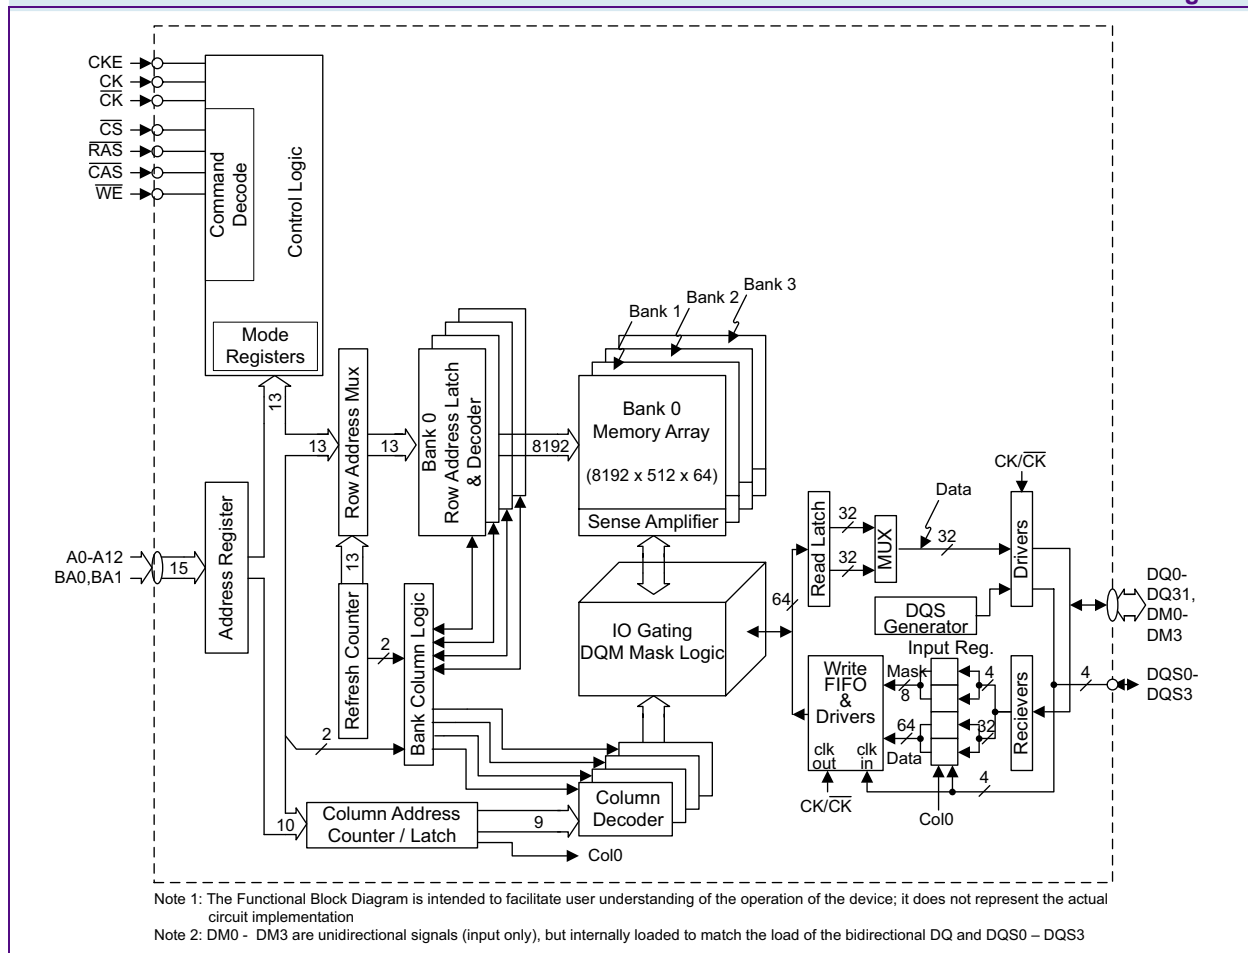 CKE
CK
CK
CS
RAS
CAS
WE
Command
Decode
Control Logic
Mode
Registers
Bank 3
Bank 2
Bank 1
13
13
Row Address Mux
13
Bank 0
Row Address Latch
& Decoder
8192
Bank 0
Memory Array
(8192 x 512 x 64)
Sense Amplifier
CK/CK
A0-A12
BA0,BA1
15
Address Register
13
Refresh Counter
2
Bank Column Logic
2
IO Gating
DQM Mask Logic
64
Read Latch
32
32
MUX
Data
32
Drivers
DQS
Generator
DQ0-
DQ31,
DM0-
DM3
Input Reg.
Write
FIFO
&
Drivers
clk
out
clk
in
Mask
8
64
Data
4
32
Recievers
4
DQS0-
DQS3
4
CK/CK
Col0
10
Column Address
Counter / Latch
9
Column
Decoder
Col0
Note 1: The Functional Block Diagram is intended to facilitate user understanding of the operation of the device; it does not represent the actual
circuit implementation
Note 2: DM0 - DM3 are unidirectional signals (input only), but internally loaded to match the load of the bidirectional DQ and DQS0 – DQS3